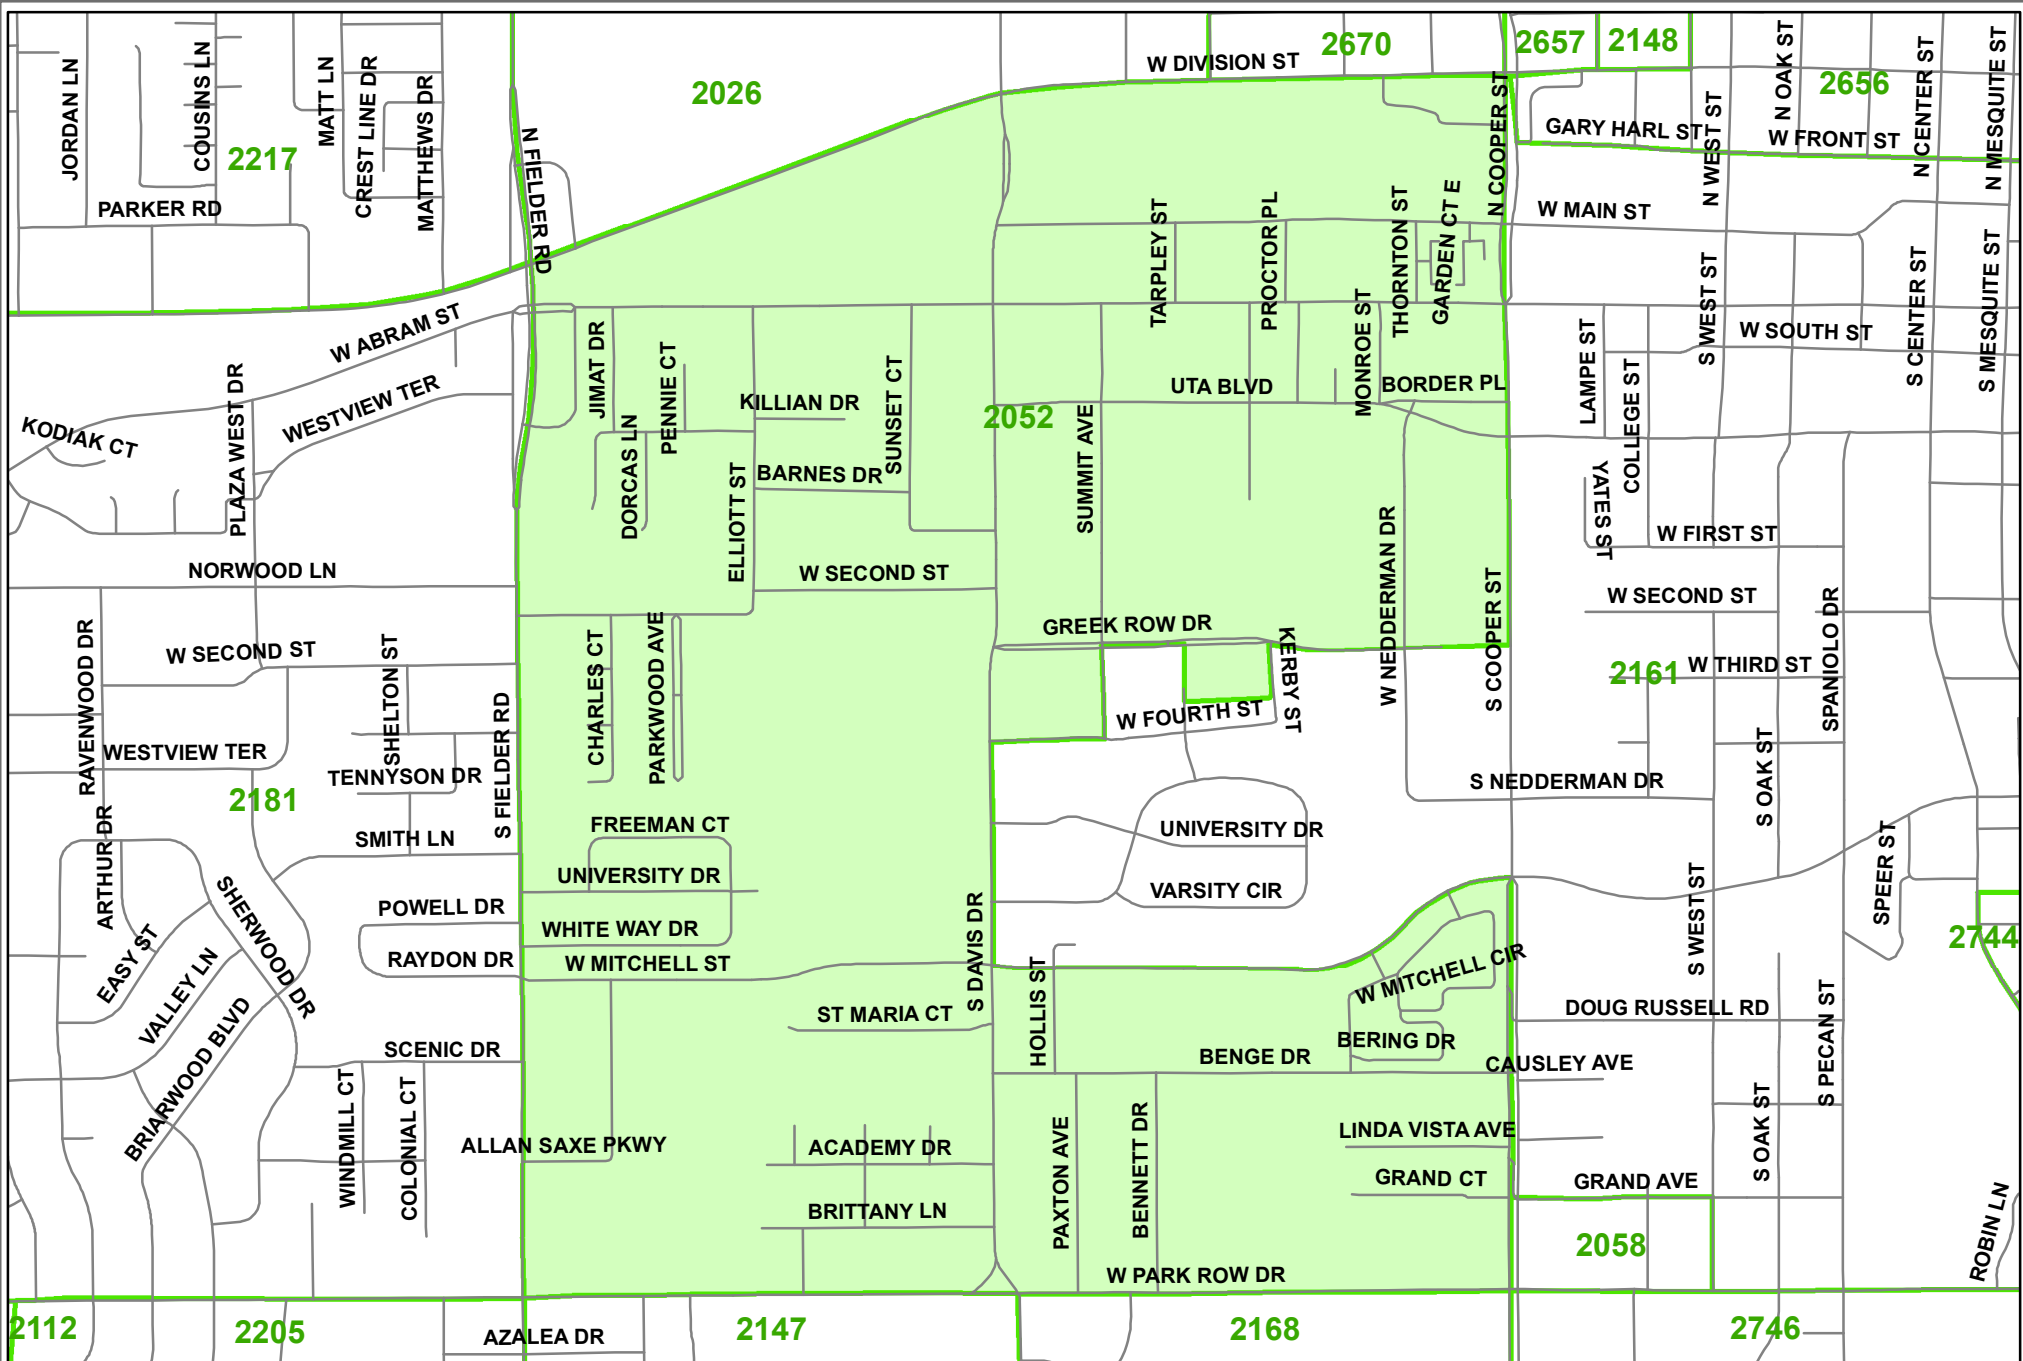 2670
2657
2148
N OAK ST
2656
N CENTER ST
N MESQUITE ST
W DIVISION ST
2026
JORDAN LN
COUSINS LN
MATT LN
CREST LINE DR
MATTHEWS DR
2217
PARKER RD
N FIELDER RD
N COOPER ST
GARY HARL ST
N WEST ST
W FRONT ST
W MAIN ST
TARPLEY ST
PROCTOR PL
THORNTON ST
GARDEN CT E
MONROE ST
W ABRAM ST
WESTVIEW TER
PLAZA WEST DR
KODIAK CT
JIMAT DR
PENNIE CT
DORCAS LN
KILLIAN DR
SUNSET CT
BARNES DR
ELLIOTT ST
2052
SUMMIT AVE
UTA BLVD
BORDER PL
LAMPE ST
COLLEGE ST
S WEST ST
W SOUTH ST
S CENTER ST
S MESQUITE ST
YATES ST
W FIRST ST
NORWOOD LN
W SECOND ST
W NEDDERMAN DR
S COOPER ST
W SECOND ST
RAVENWOOD DR
W SECOND ST
SHELTON ST
CHARLES CT
PARKWOOD AVE
GREEK ROW DR
KERBY ST
W FOURTH ST
2161
W THIRD ST
SPANIOLO DR
WESTVIEW TER
TENNYSON DR
S FIELDER RD
2181
S NEDDERMAN DR
S OAK ST
ARTHUR DR
SMITH LN
FREEMAN CT
UNIVERSITY DR
UNIVERSITY DR
VARSITY CIR
SPEER ST
SHERWOOD DR
POWELL DR
WHITE WAY DR
S DAVIS DR
S WEST ST
2744
EASY ST
VALLEY LN
RAYDON DR
W MITCHELL ST
HOLLIS ST
W MITCHELL CIR
BRIARWOOD BLVD
ST MARIA CT
DOUG RUSSELL RD
S PECAN ST
SCENIC DR
BENGE DR
BERING DR
CAUSLEY AVE
WINDMILL CT
COLONIAL CT
ALLAN SAXE PKWY
ACADEMY DR
PAXTON AVE
BENNETT DR
LINDA VISTA AVE
S OAK ST
GRAND CT
GRAND AVE
BRITTANY LN
2058
ROBIN LN
W PARK ROW DR
2112
2205
AZALEA DR
2147
2168
2746